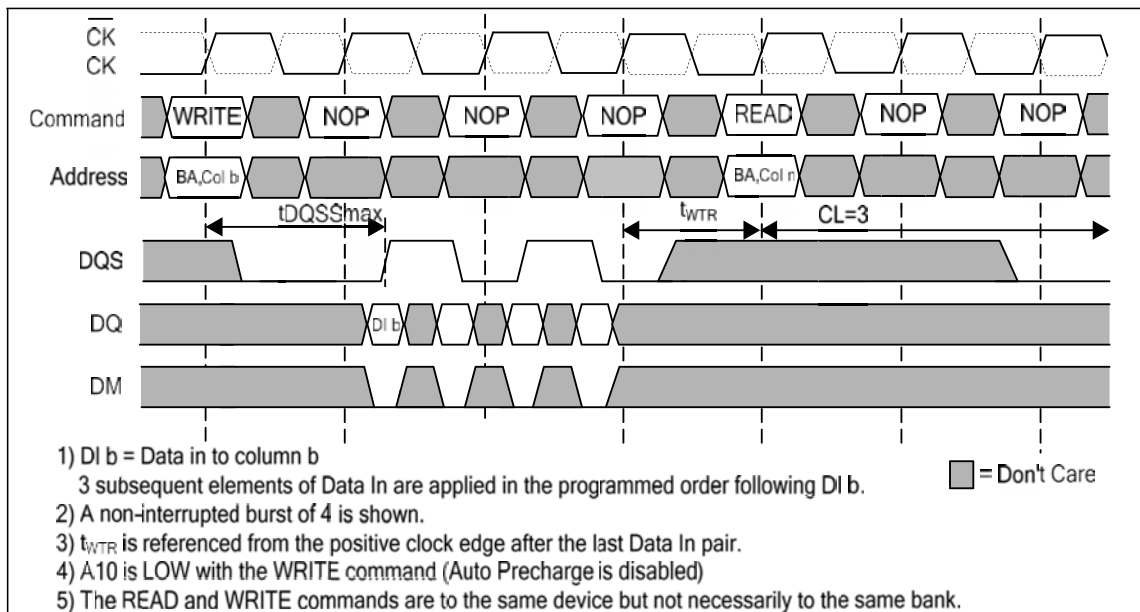 CK
CK
Command WRITE NOP NOP NOP READ NOP NOP
Address BA,Col b BA,Col n
tDQSSmax tWTR CL=3
DQS
DQ DI b
DM
1) DI b = Data in to column b
3 subsequent elements of Data In are applied in the programmed order following DI b.
= Don't Care
2) A non-interrupted burst of 4 is shown.
3) tWTR is referenced from the positive clock edge after the last Data In pair.
4) A10 is LOW with the WRITE command (Auto Precharge is disabled)
5) The READ and WRITE commands are to the same device but not necessarily to the same bank.